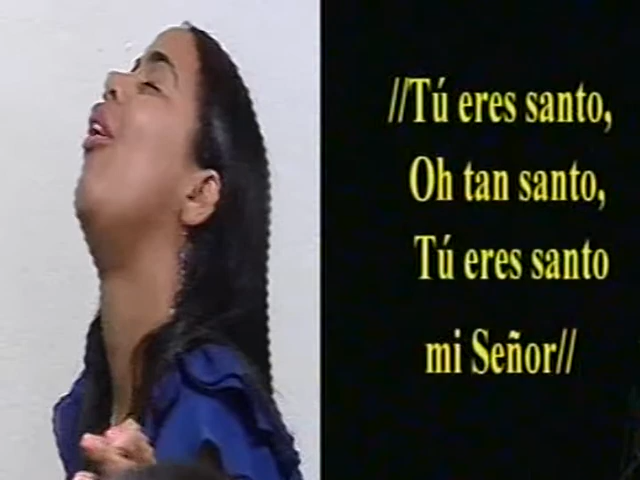 //Tú eres santo,
Oh tan santo,
Tú eres santo
mi Señor//